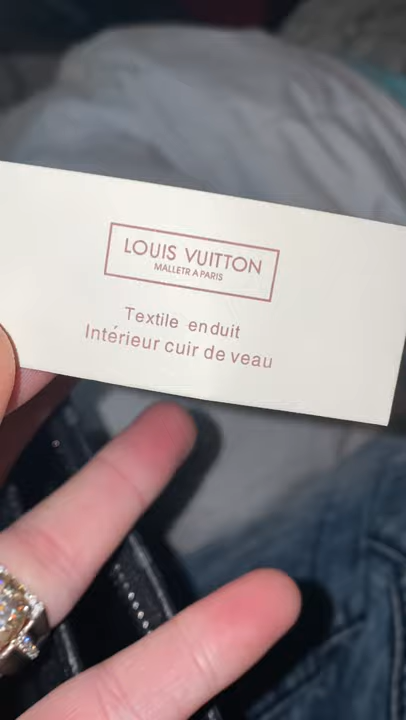 LOUIS VUITTON
MALLETR A PARIS
Textile enduit
Intérieur cuir de veau